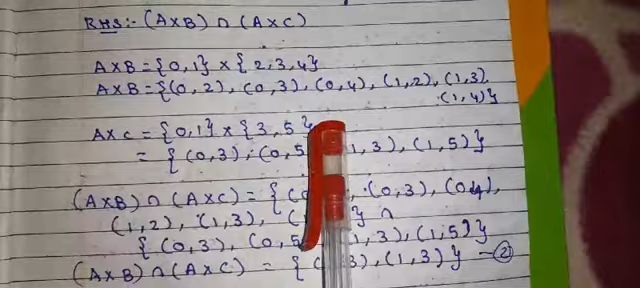 RHS:- (A×B) ∩ (A×C)
A×B = {0,1} × {2,3,4}
A×B = {(0,2), (0,3), (0,4), (1,2), (1,3),
(1,4)}
A×C = {0,1} × {3,5}
= {(0,3), (0,5 1,3), (1,5)}
(A×B) ∩ (A×C) = {(0 , (0,3), (0,4),
(1,2), (1,3), ( } ∩
{(0,3), (0,5 1,3), (1,5)}
(A×B) ∩ (A×C) = {( 3), (1,3)} — ②